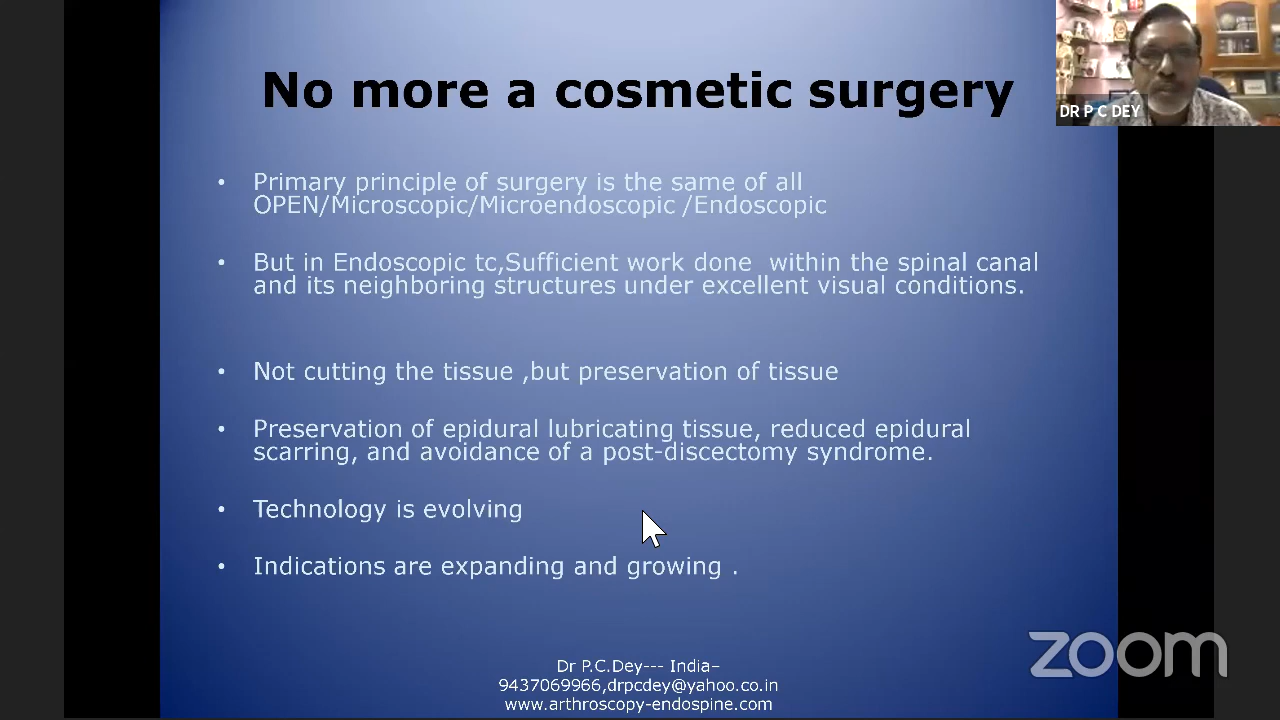 No more a cosmetic surgery
DR P C DEY
• Primary principle of surgery is the same of all
OPEN/Microscopic/Microendoscopic /Endoscopic
• But in Endoscopic tc,Sufficient work done  within the spinal canal
and its neighboring structures under excellent visual conditions.
• Not cutting the tissue ,but preservation of tissue
• Preservation of epidural lubricating tissue, reduced epidural
scarring, and avoidance of a post-discectomy syndrome.
• Technology is evolving
• Indications are expanding and growing .
zoom
Dr P.C.Dey--- India–
9437069966,drpcdey@yahoo.co.in
www.arthroscopy-endospine.com